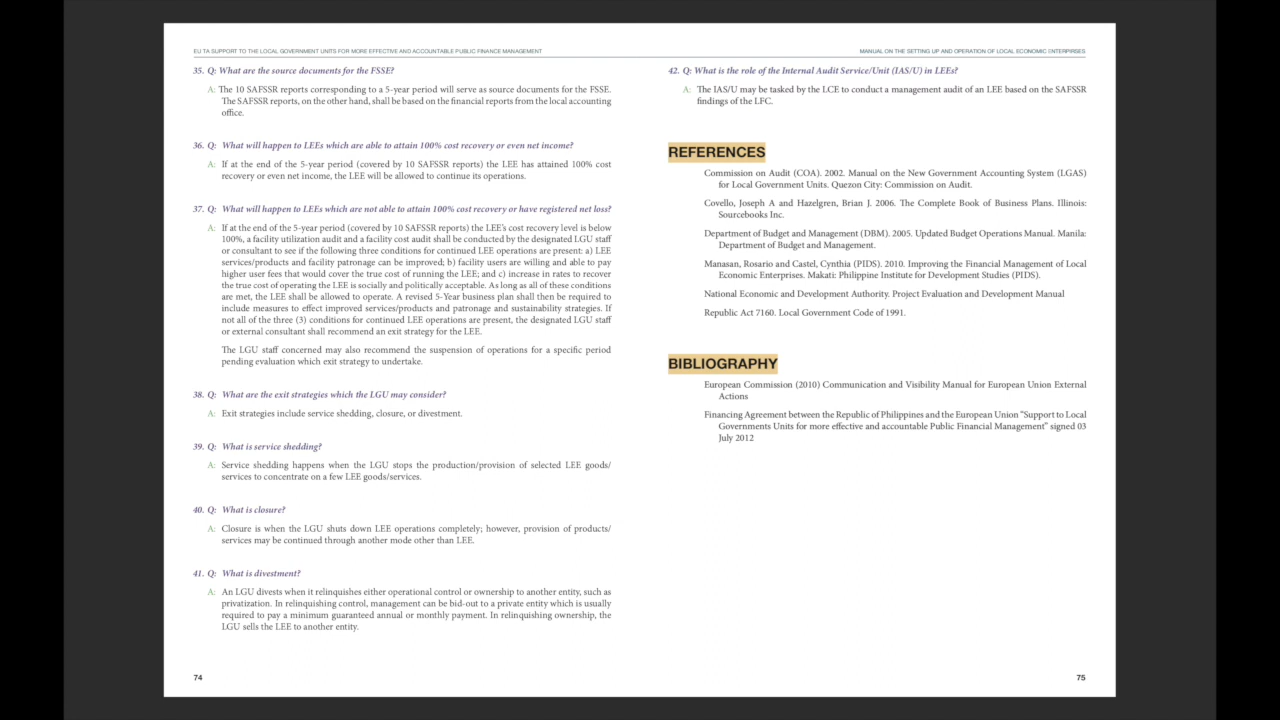 EU TA SUPPORT TO THE LOCAL GOVERNMENT UNITS FOR MORE EFFECTIVE AND ACCOUNTABLE PUBLIC FINANCE MANAGEMENT
35. Q: What are the source documents for the FSSE?
A: The 10 SAFSSR reports corresponding to a 5-year period will serve as source documents for the FSSE.
The SAFSSR reports, on the other hand, shall be based on the financial reports from the local accounting
office.
36. Q: What will happen to LEEs which are able to attain 100% cost recovery or even net income?
A: If at the end of the 5-year period (covered by 10 SAFSSR reports) the LEE has attained 100% cost
recovery or even net income, the LEE will be allowed to continue its operations.
37. Q: What will happen to LEEs which are not able to attain 100% cost recovery or have registered net loss?
A: If at the end of the 5-year period (covered by 10 SAFSSR reports) the LEE's cost recovery level is below
100%, a facility utilization audit and a facility cost audit shall be conducted by the designated LGU staff
or consultant to see if the following three conditions for continued LEE operations are present: a) LEE
services/products and facility patronage can be improved; b) facility users are willing and able to pay
higher user fees that would cover the true cost of running the LEE; and c) increase in rates to recover
the true cost of operating the LEE is socially and politically acceptable. As long as all of these conditions
are met, the LEE shall be allowed to operate. A revised 5-Year business plan shall then be required to
include measures to effect improved services/products and patronage and sustainability strategies. If
not all of the three (3) conditions for continued LEE operations are present, the designated LGU staff
or external consultant shall recommend an exit strategy for the LEE.
The LGU staff concerned may also recommend the suspension of operations for a specific period
pending evaluation which exit strategy to undertake.
38. Q: What are the exit strategies which the LGU may consider?
A: Exit strategies include service shedding, closure, or divestment.
39. Q: What is service shedding?
A: Service shedding happens when the LGU stops the production/provision of selected LEE goods/
services to concentrate on a few LEE goods/services.
40. Q: What is closure?
A: Closure is when the LGU shuts down LEE operations completely; however, provision of products/
services may be continued through another mode other than LEE.
41. Q: What is divestment?
A: An LGU divests when it relinquishes either operational control or ownership to another entity, such as
privatization. In relinquishing control, management can be bid-out to a private entity which is usually
required to pay a minimum guaranteed annual or monthly payment. In relinquishing ownership, the
LGU sells the LEE to another entity.
74
MANUAL ON THE SETTING UP AND OPERATION OF LOCAL ECONOMIC ENTERPIRSES
42. Q: What is the role of the Internal Audit Service/Unit (IAS/U) in LEEs?
A: The IAS/U may be tasked by the LCE to conduct a management audit of an LEE based on the SAFSSR
findings of the LFC.
REFERENCES
Commission on Audit (COA). 2002. Manual on the New Government Accounting System (LGAS)
for Local Government Units. Quezon City: Commission on Audit.
Covello, Joseph A and Hazelgren, Brian J. 2006. The Complete Book of Business Plans. Illinois:
Sourcebooks Inc.
Department of Budget and Management (DBM). 2005. Updated Budget Operations Manual. Manila:
Department of Budget and Management.
Manasan, Rosario and Castel, Cynthia (PIDS). 2010. Improving the Financial Management of Local
Economic Enterprises. Makati: Philippine Institute for Development Studies (PIDS).
National Economic and Development Authority. Project Evaluation and Development Manual
Republic Act 7160. Local Government Code of 1991.
BIBLIOGRAPHY
European Commission (2010) Communication and Visibility Manual for European Union External
Actions
Financing Agreement between the Republic of Philippines and the European Union "Support to Local
Governments Units for more effective and accountable Public Financial Management" signed 03
July 2012
75